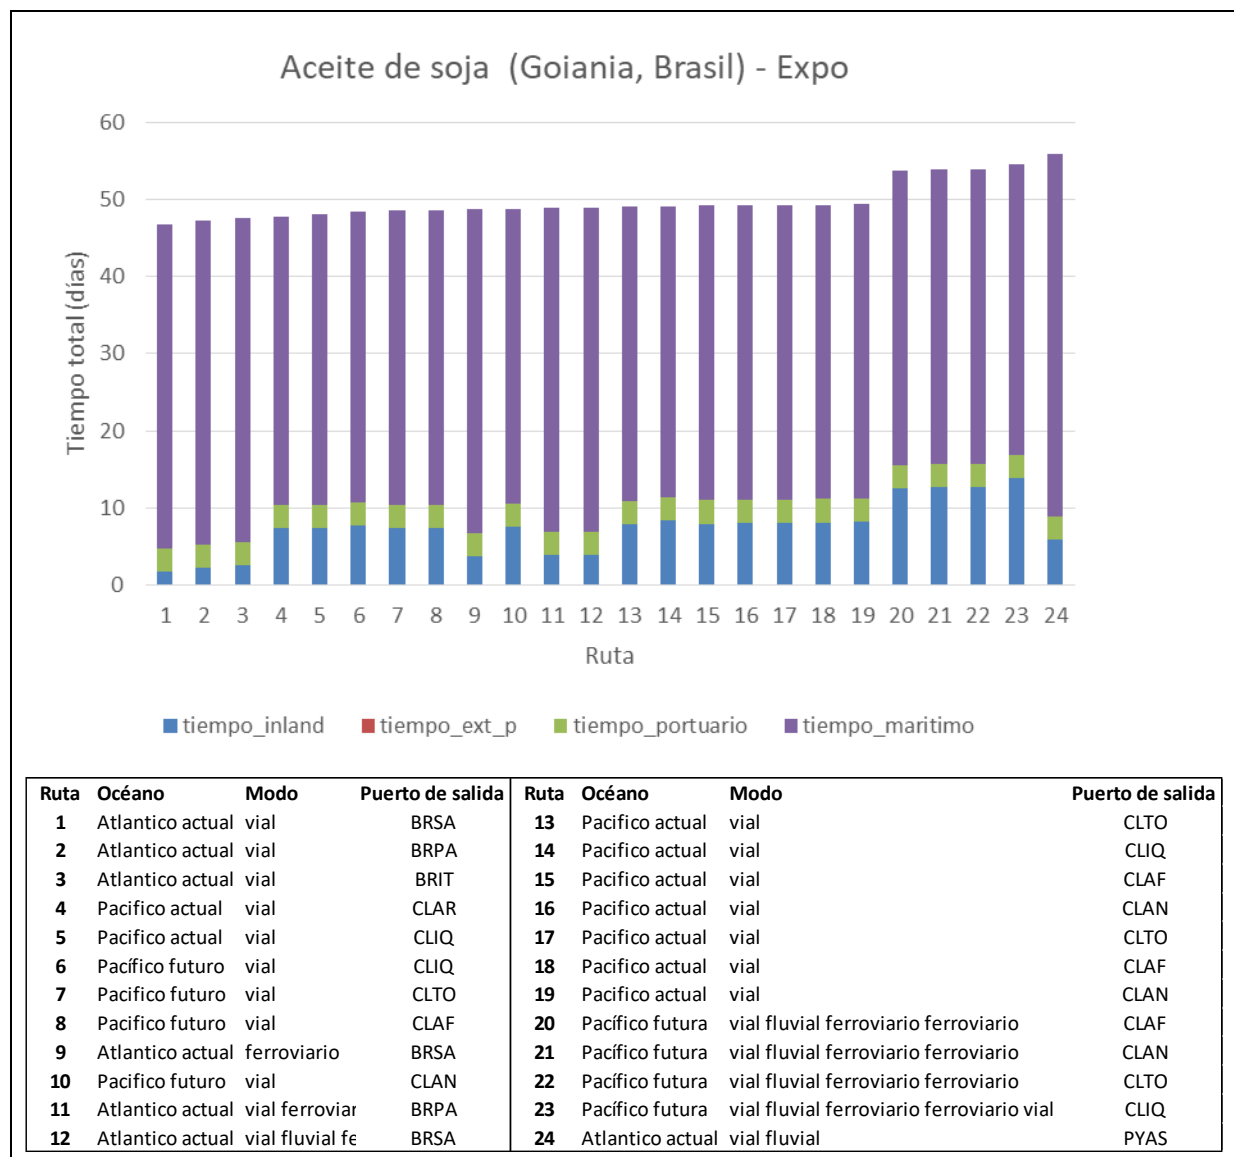 Aceite de soja (Goiania, Brasil) - Expo
60
50
40
30
20
10
0
Tiempo total (días)
1 2 3 4 5 6 7 8 9 10 11 12 13 14 15 16 17 18 19 20 21 22 23 24
Ruta
tiempo_inland tiempo_ext_p tiempo_portuario tiempo_maritimo
Ruta Océano Modo Puerto de salida Ruta Océano Modo Puerto de salida
1 Atlantico actual vial BRSA 13 Pacifico actual vial CLTO
2 Atlantico actual vial BRPA 14 Pacifico actual vial CLIQ
3 Atlantico actual vial BRIT 15 Pacifico actual vial CLAF
4 Pacifico actual vial CLAR 16 Pacifico actual vial CLAN
5 Pacifico actual vial CLIQ 17 Pacifico actual vial CLTO
6 Pacífico futuro vial CLIQ 18 Pacifico actual vial CLAF
7 Pacifico futuro vial CLTO 19 Pacifico actual vial CLAN
8 Pacifico futuro vial CLAF 20 Pacífico futura vial fluvial ferroviario ferroviario CLAF
9 Atlantico actual ferroviario BRSA 21 Pacífico futura vial fluvial ferroviario ferroviario CLAN
10 Pacifico futuro vial CLAN 22 Pacífico futura vial fluvial ferroviario ferroviario CLTO
11 Atlantico actual vial ferroviar BRPA 23 Pacífico futura vial fluvial ferroviario ferroviario vial CLIQ
12 Atlantico actual vial fluvial fe BRSA 24 Atlantico actual vial fluvial PYAS